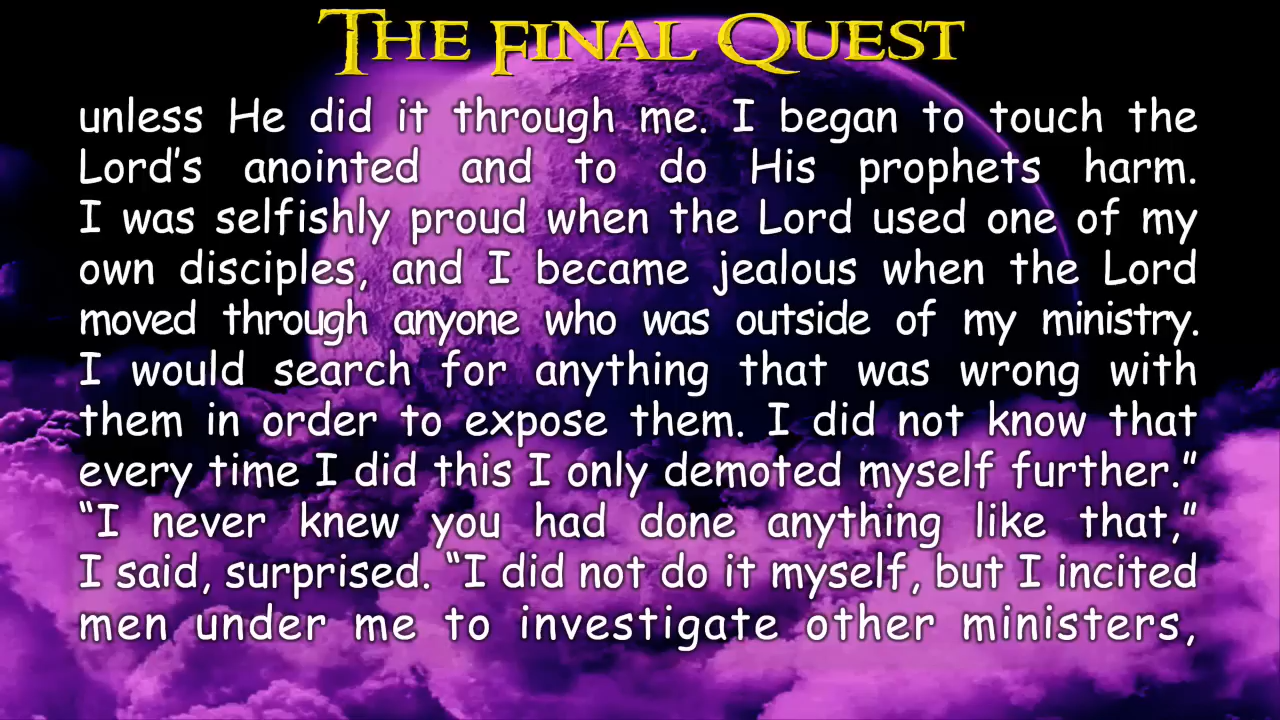 The Final Quest
unless He did it through me. I began to touch the
Lord’s anointed and to do His prophets harm.
I was selfishly proud when the Lord used one of my
own disciples, and I became jealous when the Lord
moved through anyone who was outside of my ministry.
I would search for anything that was wrong with
them in order to expose them. I did not know that
every time I did this I only demoted myself further.”
“I never knew you had done anything like that,”
I said, surprised. “I did not do it myself, but I incited
men under me to investigate other ministers,